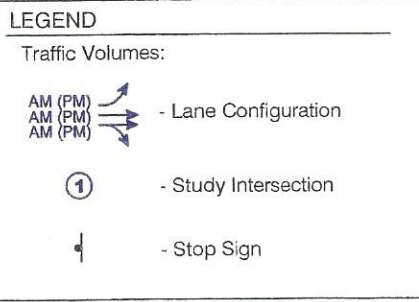 LEGEND
Traffic Volumes:
AM (PM)
AM (PM) - Lane Configuration
AM (PM)
1 - Study Intersection
- Stop Sign